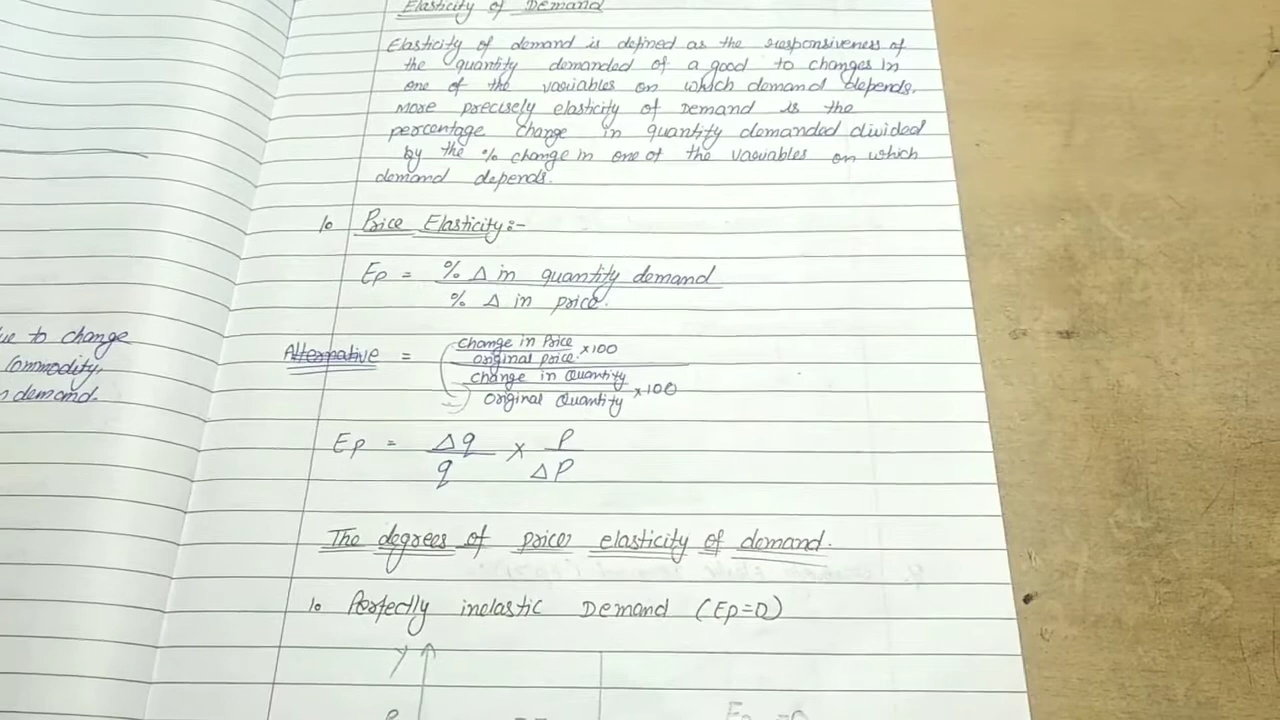 Elasticity of Demand
Elasticity of demand is defined as the responsiveness of
the quantity demanded of a good to changes in
one of the variables on which demand depends.
More precisely elasticity of Demand is the
percentage change in quantity demanded divided
by the % change in one of the variables on which
demand depends.
1. Price Elasticity:-
Ep = % Δ in quantity demand
% Δ in price.
ue to change
Commodity,
demand.
Alternative = change in Price ×100
original price.
change in Quantity ×100
original Quantity
Ep = Δq × P
q ΔP
The degrees of price elasticity of demand.
1. Perfectly inelastic Demand (Ep=0)
Y